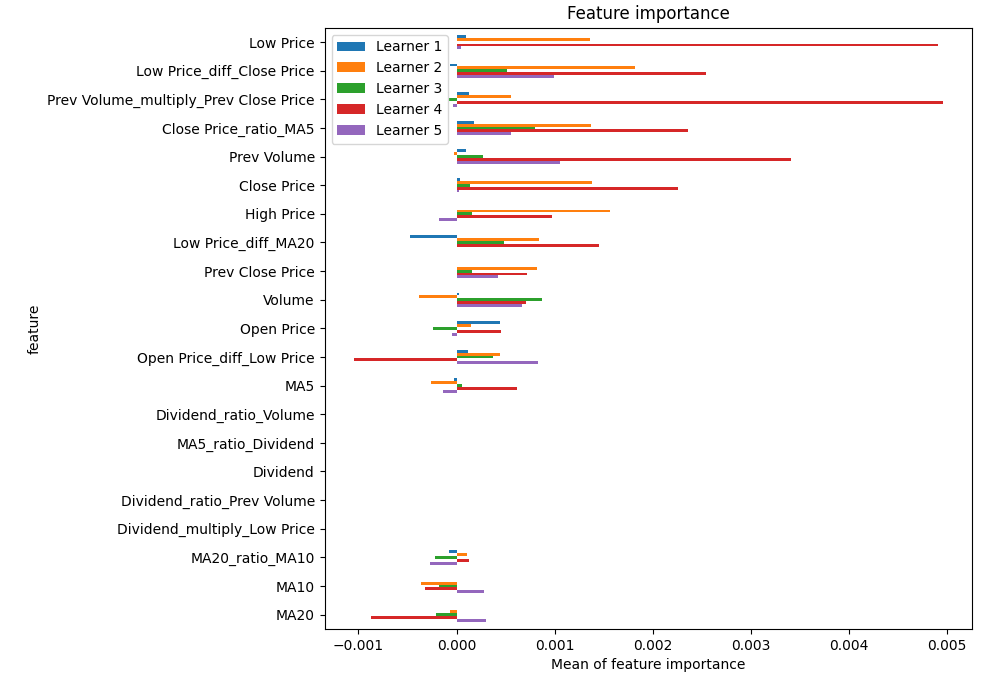 Feature importance
Learner 1
Learner 2
Learner 3
Learner 4
Learner 5
feature
Low Price
Low Price_diff_Close Price
Prev Volume_multiply_Prev Close Price
Close Price_ratio_MA5
Prev Volume
Close Price
High Price
Low Price_diff_MA20
Prev Close Price
Volume
Open Price
Open Price_diff_Low Price
MA5
Dividend_ratio_Volume
MA5_ratio_Dividend
Dividend
Dividend_ratio_Prev Volume
Dividend_multiply_Low Price
MA20_ratio_MA10
MA10
MA20
−0.001 0.000 0.001 0.002 0.003 0.004 0.005
Mean of feature importance